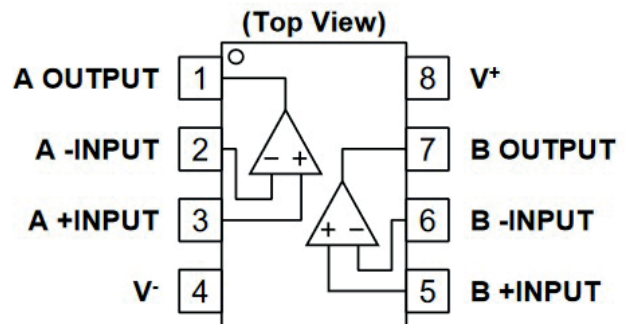 (Top View)
A OUTPUT 1
A -INPUT 2
A +INPUT 3
V- 4
8 V+
7 B OUTPUT
6 B -INPUT
5 B +INPUT
− +
+ −